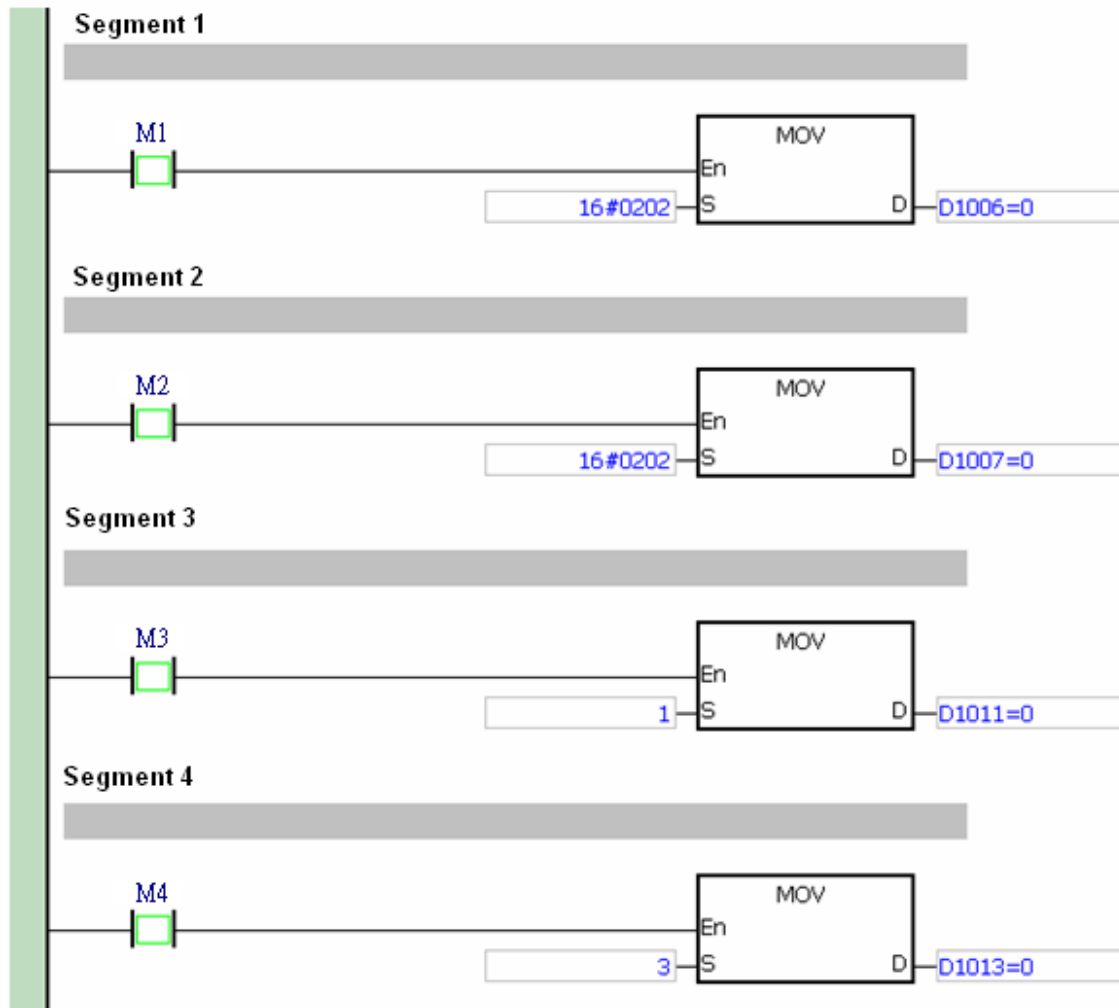 Segment 1
M1
MOV
En
16#0202 S D D1006=0
Segment 2
M2
MOV
En
16#0202 S D D1007=0
Segment 3
M3
MOV
En
1 S D D1011=0
Segment 4
M4
MOV
En
3 S D D1013=0